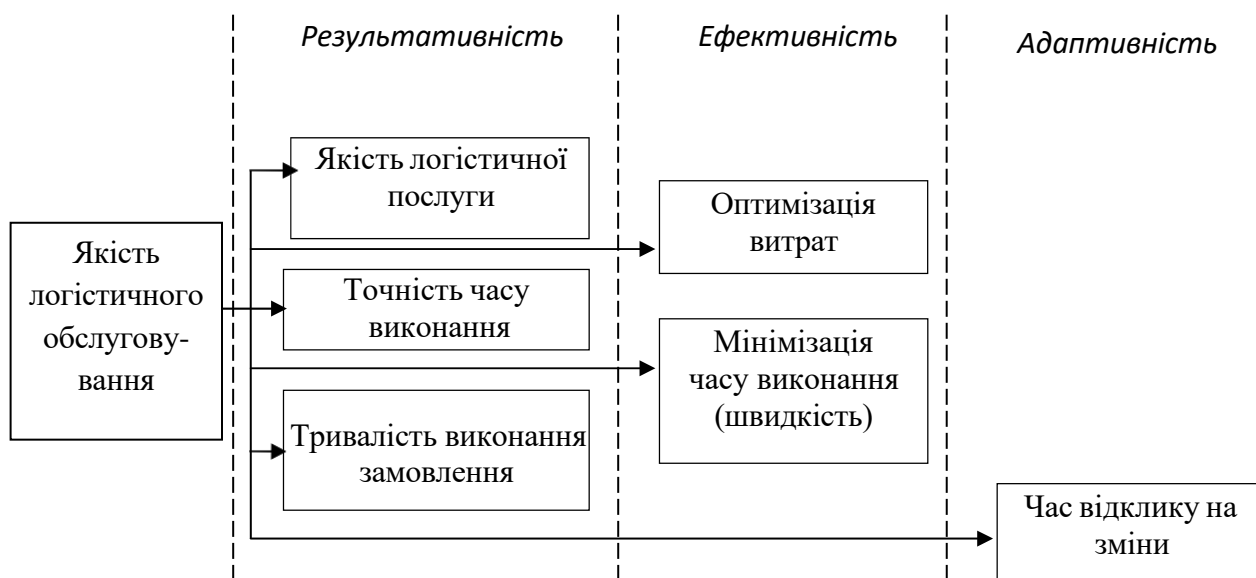 Результативність
Ефективність
Адаптивність
Якість
логістичного
обслугову-
вання
Якість логістичної
послуги
Точність часу
виконання
Тривалість виконання
замовлення
Оптимізація
витрат
Мінімізація
часу виконання
(швидкість)
Час відклику на
зміни